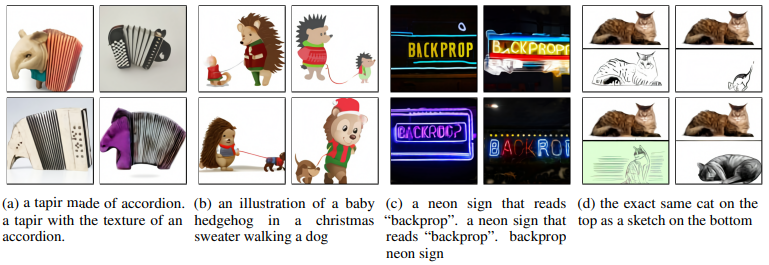 BACKPROP
BACKPROP
BACKROG?
BACKROP
(a) a tapir made of accordion.
a tapir with the texture of an
accordion.
(b) an illustration of a baby
hedgehog in a christmas
sweater walking a dog
(c) a neon sign that reads
“backprop”. a neon sign that
reads “backprop”. backprop
neon sign
(d) the exact same cat on the
top as a sketch on the bottom